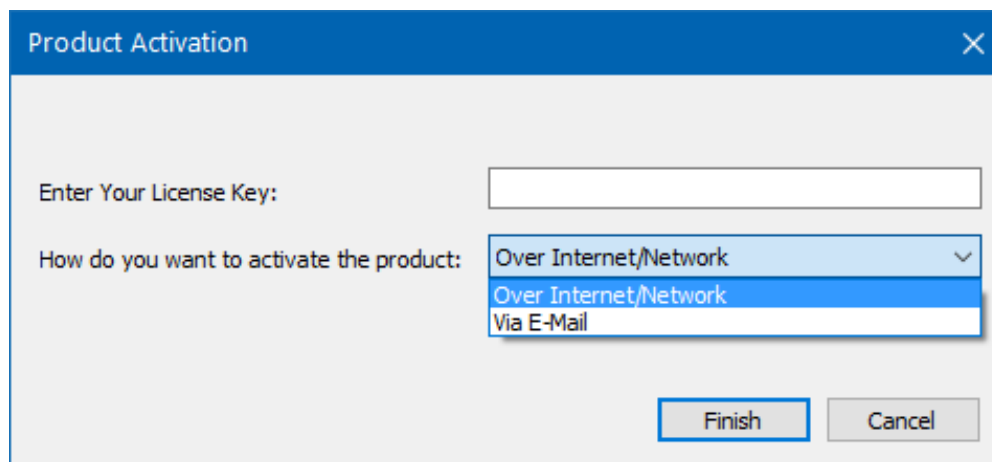 Product Activation
Enter Your License Key:
How do you want to activate the product: Over Internet/Network
Over Internet/Network
Via E-Mail
Finish Cancel